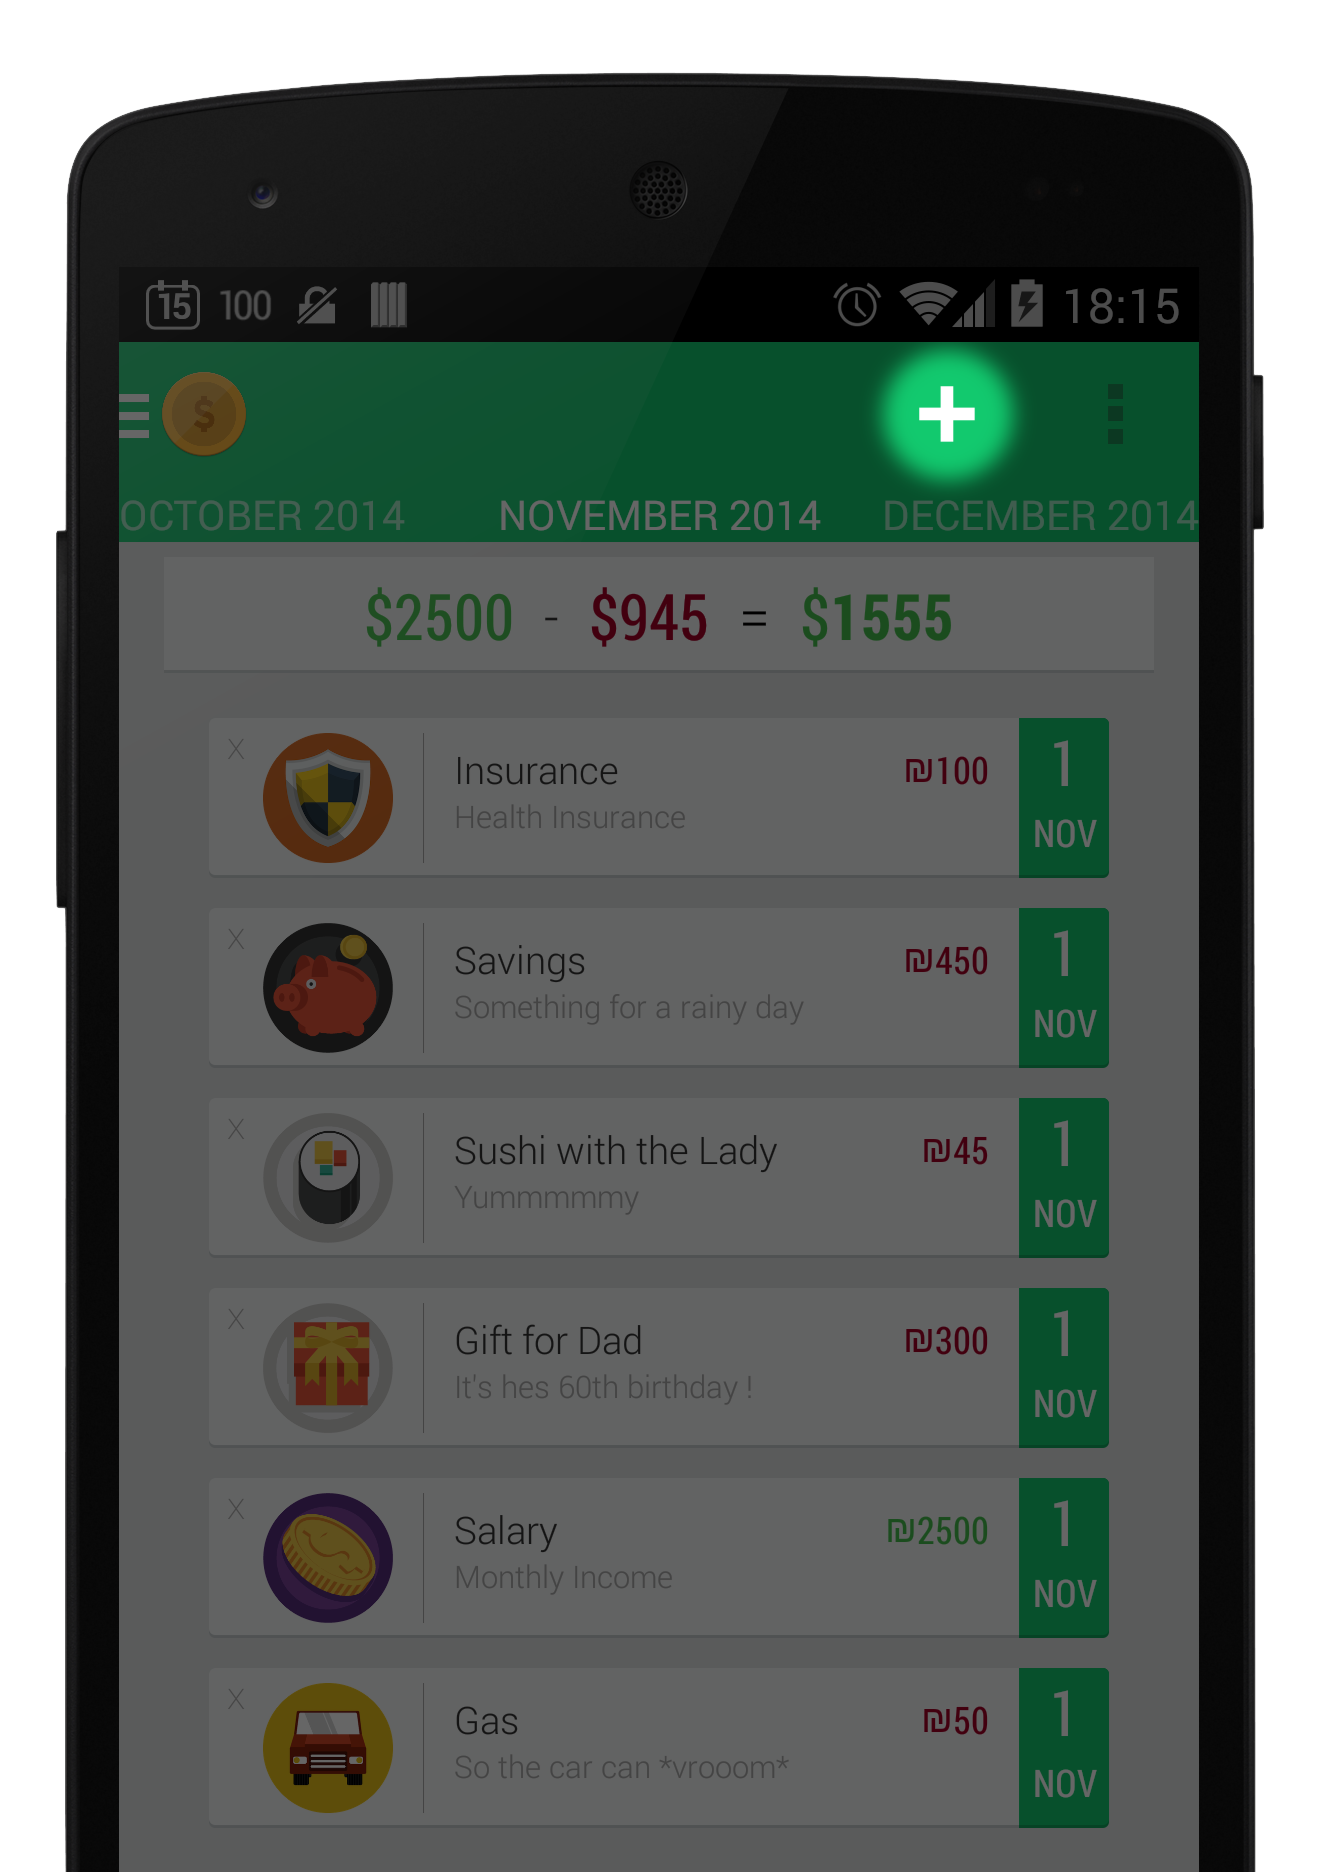 15 100 18:15
$
OCTOBER 2014 NOVEMBER 2014 DECEMBER 2014
$2500 - $945 = $1555
X Insurance ₪100 1
Health Insurance NOV
X Savings ₪450 1
Something for a rainy day NOV
X Sushi with the Lady ₪45 1
Yummmmmy NOV
X Gift for Dad ₪300 1
It's hes 60th birthday ! NOV
X Salary ₪2500 1
Monthly Income NOV
X Gas ₪50 1
So the car can *vrooom* NOV